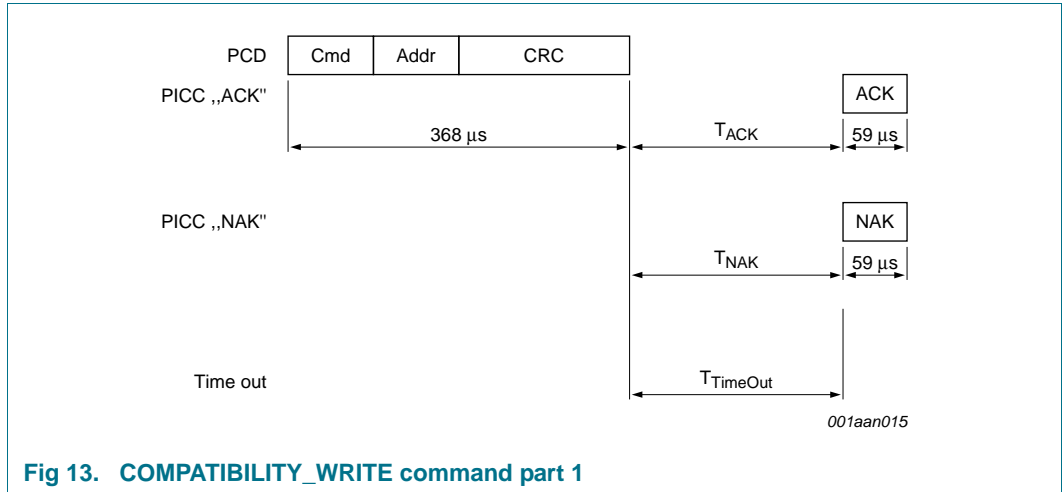 PCD Cmd Addr CRC
PICC ,,ACK" ACK
368 µs TACK 59 µs
PICC ,,NAK" NAK
TNAK 59 µs
Time out TTimeOut
001aan015
Fig 13. COMPATIBILITY_WRITE command part 1